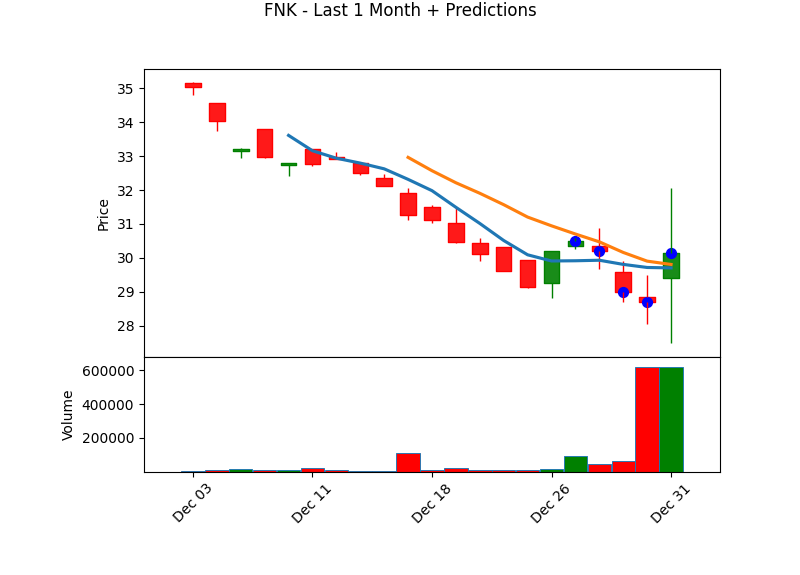 FNK - Last 1 Month + Predictions
35
34
33
32
31
30
29
28
Price
600000
400000
200000
Volume
Dec 03
Dec 11
Dec 18
Dec 26
Dec 31